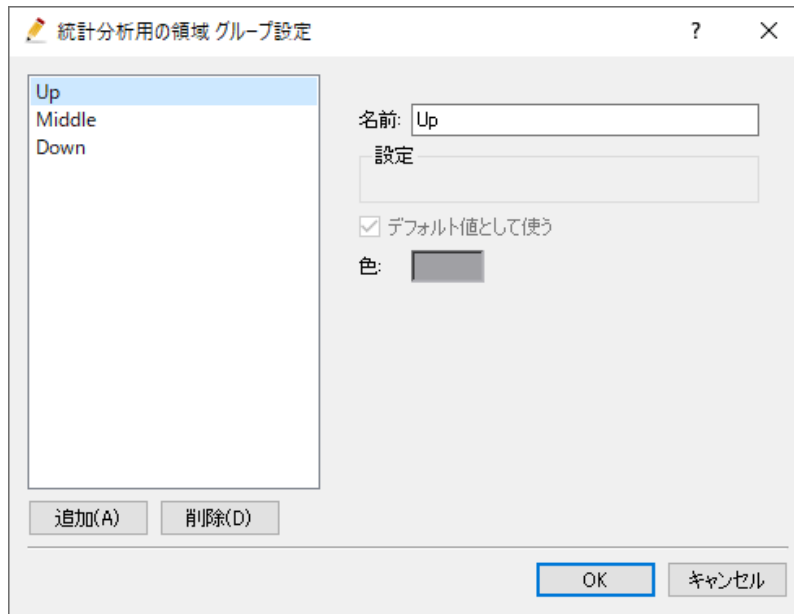 統計分析用の領域 グループ設定
?
Up
Middle
Down
名前: Up
設定
デフォルト値として使う
色:
追加(A)
削除(D)
OK
キャンセル